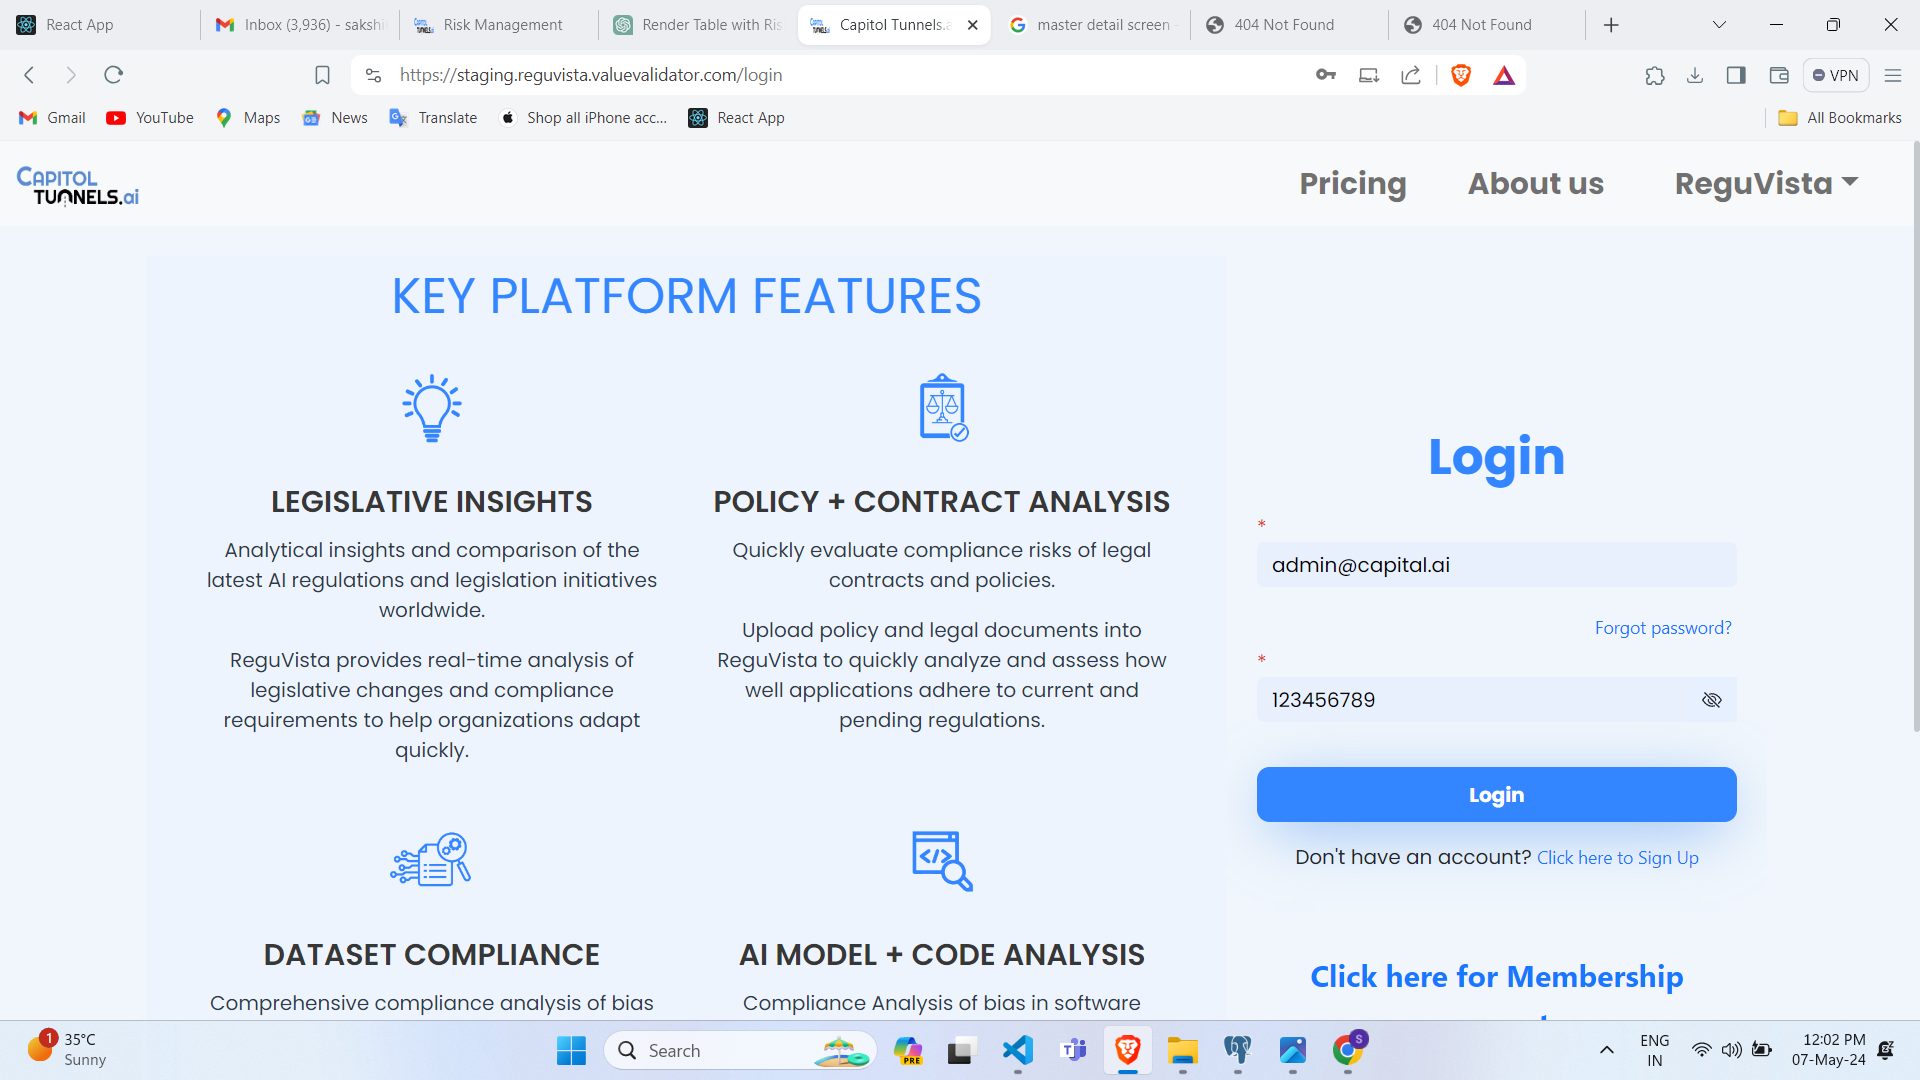 React App
Inbox (3,936) - sakshi
Risk Management
Render Table with Ris
Capitol Tunnels.a
master detail screen -
404 Not Found
404 Not Found
https://staging.reguvista.valuevalidator.com/login
VPN
Gmail
YouTube
Maps
News
Translate
Shop all iPhone acc...
React App
All Bookmarks
CAPITOL
TUNNELS.ai
Pricing
About us
ReguVista
KEY PLATFORM FEATURES
LEGISLATIVE INSIGHTS
Analytical insights and comparison of the
latest AI regulations and legislation initiatives
worldwide.
ReguVista provides real-time analysis of
legislative changes and compliance
requirements to help organizations adapt
quickly.
POLICY + CONTRACT ANALYSIS
Quickly evaluate compliance risks of legal
contracts and policies.
Upload policy and legal documents into
ReguVista to quickly analyze and assess how
well applications adhere to current and
pending regulations.
DATASET COMPLIANCE
Comprehensive compliance analysis of bias
AI MODEL + CODE ANALYSIS
Compliance Analysis of bias in software
Login
*
admin@capital.ai
Forgot password?
*
123456789
Login
Don't have an account? Click here to Sign Up
Click here for Membership
1
35°C
Sunny
Search
PRE
S
ENG
IN
12:02 PM
07-May-24